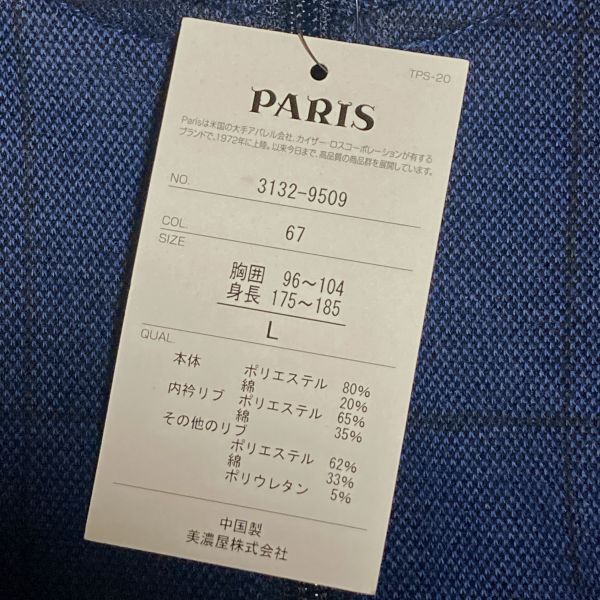 TPS-20
PARIS
Parisは米国の大手アパレル会社、カイザー・ロスコーポレーションが有する
ブランドで、1972年に上陸。以来今日まで、高品質の商品群を展開しています。
NO. 3132-9509
COL. 67
SIZE
胸囲 96～104
身長 175～185
L
QUAL.
本体 ポリエステル 80%
綿 20%
内衿リブ ポリエステル 65%
綿 35%
その他のリブ
ポリエステル 62%
綿 33%
ポリウレタン 5%
中国製
美濃屋株式会社